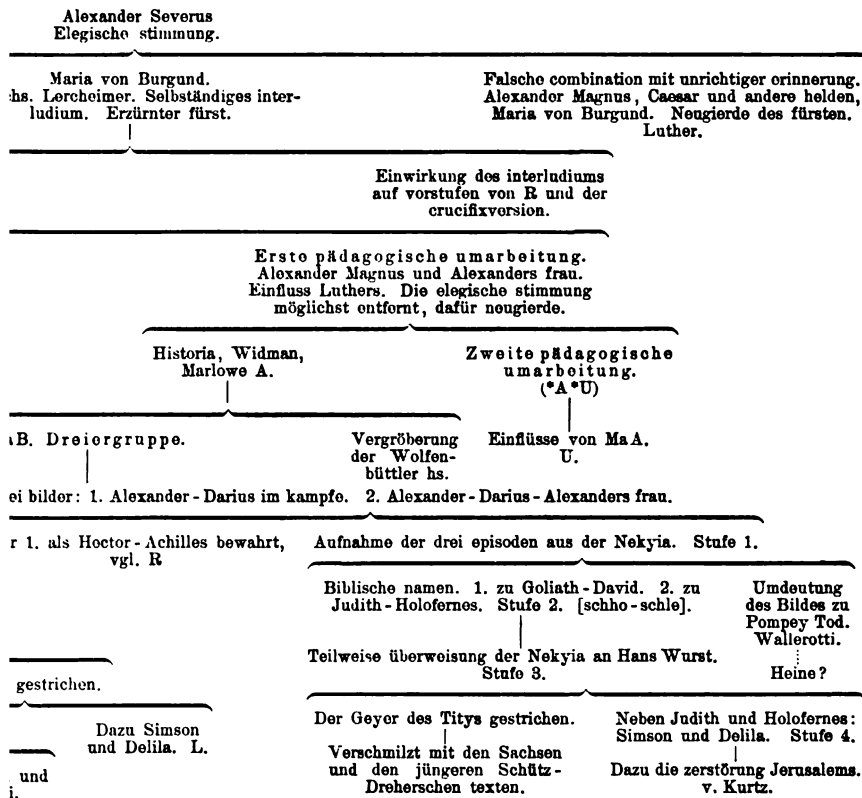 Alexander Severus
Elegische stimmung.
Maria von Burgund.
hs. Lercheimer. Selbständiges inter-
ludium. Erzürnter fürst.
Falsche combination mit unrichtiger erinnerung.
Alexander Magnus, Caesar und andere helden,
Maria von Burgund. Neugierde des fürsten.
Luther.
Einwirkung des interludiums
auf vorstufen von R und der
crucifixversion.
Erste pädagogische umarbeitung.
Alexander Magnus und Alexanders frau.
Einfluss Luthers. Die elegische stimmung
möglichst entfernt, dafür neugierde.
Historia, Widman,
Marlowe A.
Zweite pädagogische
umarbeitung.
(*A*U)
B. Dreiergruppe.
Vergröberung
der Wolfen-
büttler hs.
Einflüsse von MaA.
U.
ei bilder: 1. Alexander-Darius im kampfe. 2. Alexander-Darius-Alexanders frau.
r 1. als Hector-Achilles bewahrt,
vgl. R
Aufnahme der drei episoden aus der Nekyia. Stufe 1.
Biblische namen. 1. zu Goliath-David. 2. zu
Judith-Holofernes. Stufe 2. [schho-schle].
Umdeutung
des Bildes zu
Pompey Tod.
Wallerotti.
Teilweise überweisung der Nekyia an Hans Wurst.
Stufe 3.
Heine?
gestrichen.
Dazu Simson
und Delila. L.
und
i.
Der Geyer des Titys gestrichen.
Verschmilzt mit den Sachsen
und den jüngeren Schütz-
Dreherschen texten.
Neben Judith und Holofernes:
Simson und Delila. Stufe 4.
Dazu die zerstörung Jerusalems.
v. Kurtz.